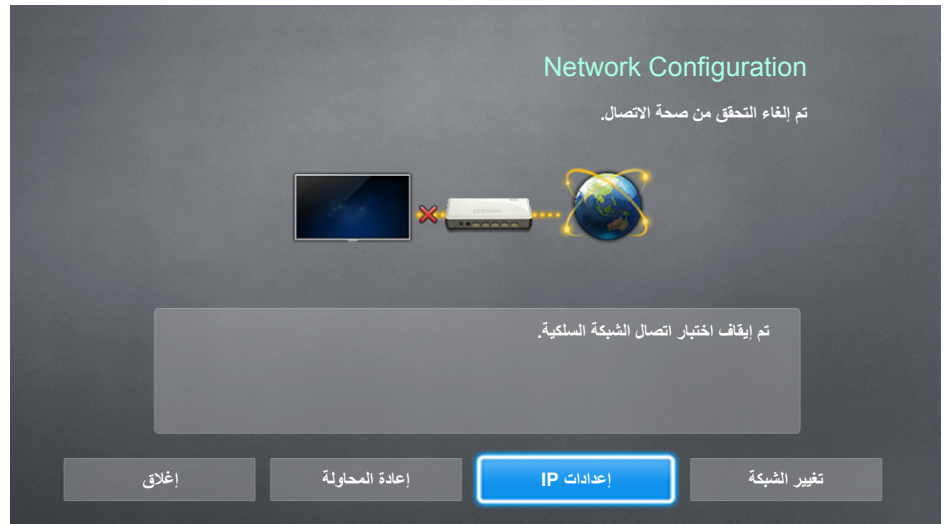 Network Configuration
تم إلغاء التحقق من صحة الاتصال.
SAMSUNG
تم إيقاف اختبار اتصال الشبكة السلكية.
تغيير الشبكة
إعدادات IP
إعادة المحاولة
إغلاق